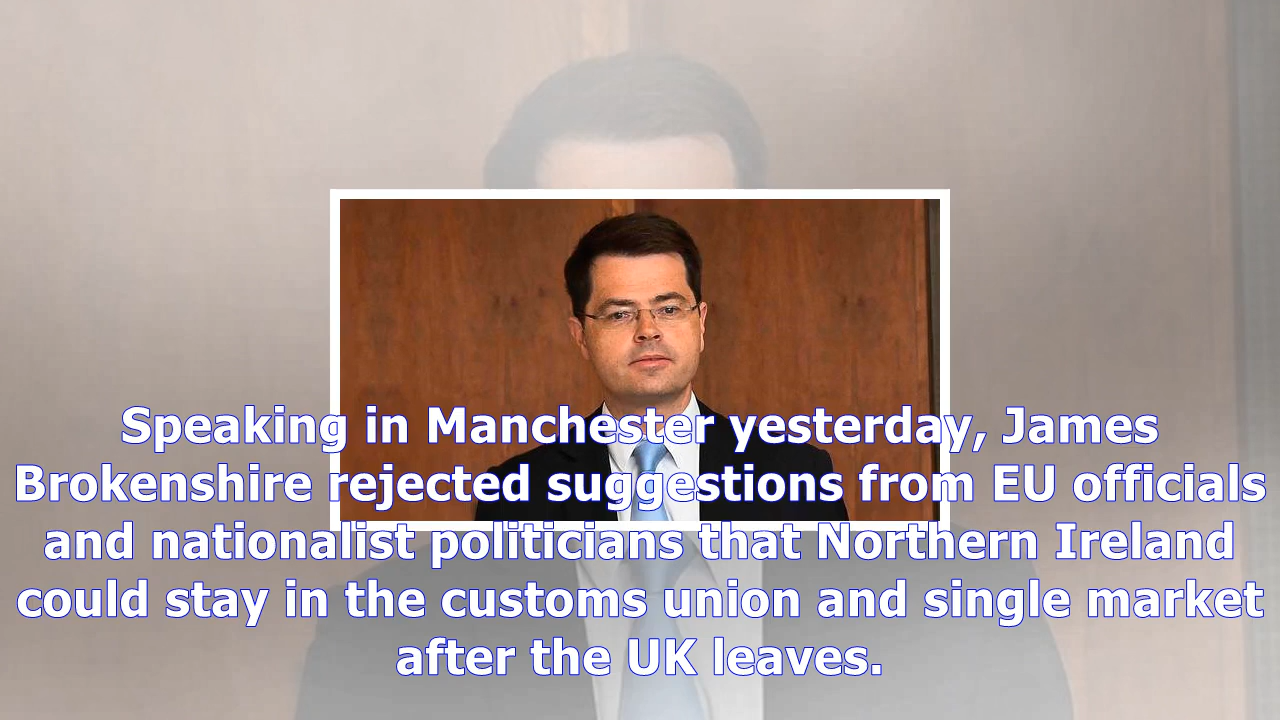 Speaking in Manchester yesterday, James
Brokenshire rejected suggestions from EU officials
and nationalist politicians that Northern Ireland
could stay in the customs union and single market
after the UK leaves.